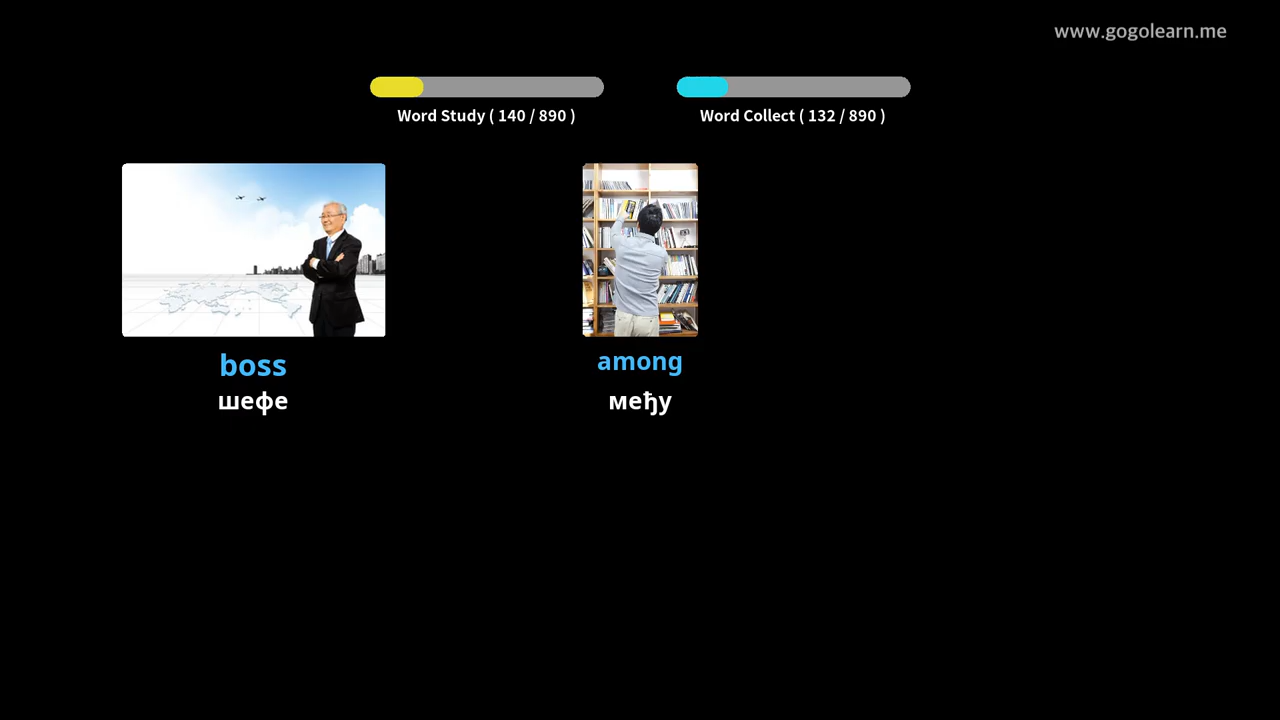 www.gogolearn.me
Word Study ( 140 / 890 )
Word Collect ( 132 / 890 )
boss
шефе
among
међу